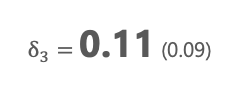 δ₃ = 0.11 (0.09)